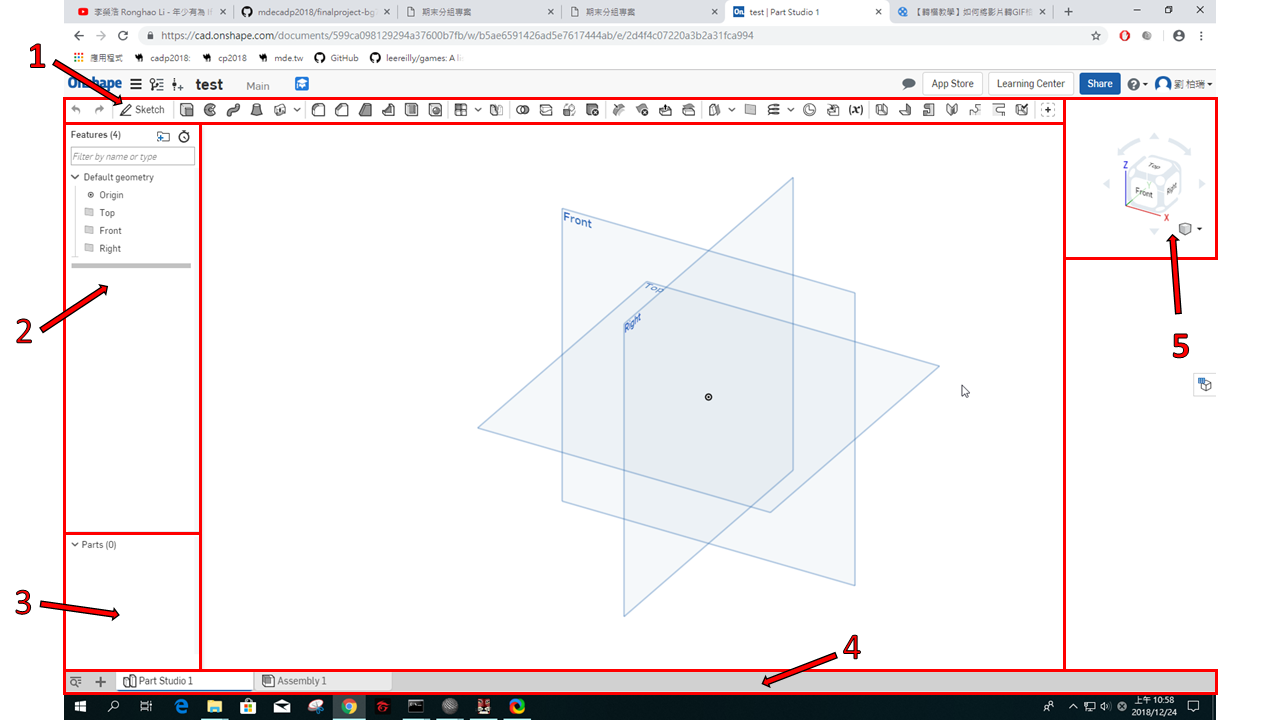 李榮浩 Ronghao Li - 年少有為 I
mdecadp2018/finalproject-bg
期末分組專案
期末分組專案
On. test | Part Studio 1
【轉檔教學】如何將影片轉GIF檔
https://cad.onshape.com/documents/599ca098129294a37600b7fb/w/b5ae6591426ad5e7617444ab/e/2d4f4c07220a3b2a31fca994
應用程式
cadp2018:
cp2018
mde.tw
GitHub
leereilly/games: A li
1
Onshape
test
Main
App Store
Learning Center
Share
劉 柏瑞
Sketch
(x)
Features (4)
Filter by name or type
Default geometry
Origin
Top
Front
Right
2
Parts (0)
3
Front
Top
Right
Z
Top
Front
Right
Y
X
5
4
Part Studio 1
Assembly 1
上午 10:58
2018/12/24